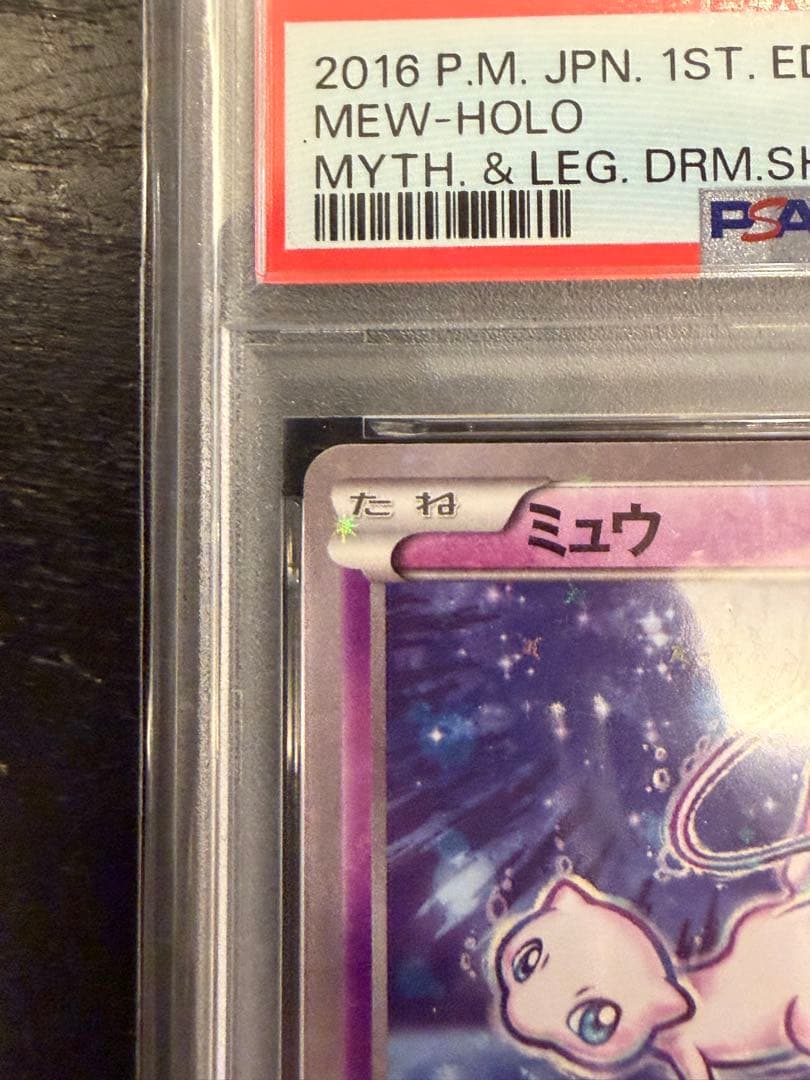 2016 P.M. JPN. 1ST. ED
MEW-HOLO
MYTH. & LEG. DRM.SH
PSA
たね
ミュウ